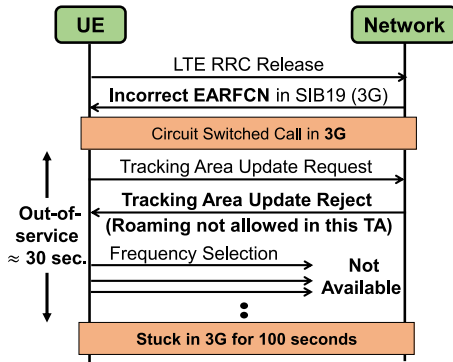 UE
Network
LTE RRC Release
Incorrect EARFCN in SIB19 (3G)
Circuit Switched Call in 3G
Tracking Area Update Request
Tracking Area Update Reject
(Roaming not allowed in this TA)
Out-of-
service
≈ 30 sec.
Frequency Selection
Not
Available
Stuck in 3G for 100 seconds